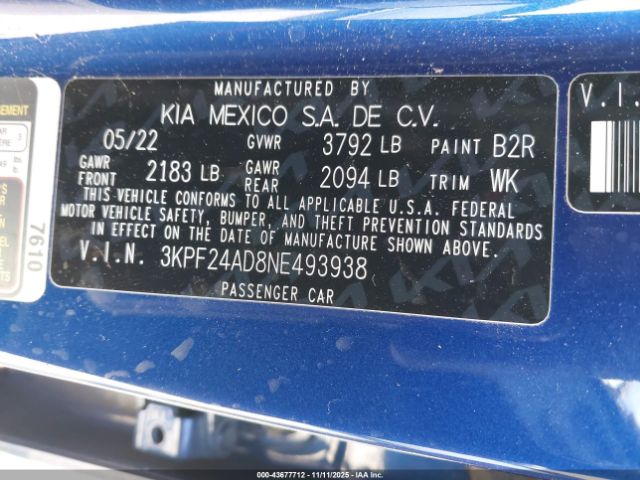 MANUFACTURED BY
KIA MEXICO S.A. DE C.V.
05/22 GVWR 3792 LB PAINT B2R
GAWR FRONT 2183 LB GAWR REAR 2094 LB TRIM WK
THIS VEHICLE CONFORMS TO ALL APPLICABLE U.S.A. FEDERAL
MOTOR VEHICLE SAFETY, BUMPER, AND THEFT PREVENTION STANDARDS
IN EFFECT ON THE DATE OF MANUFACTURE SHOWN ABOVE.
V.I.N. 3KPF24AD8NE493938
PASSENGER CAR
7610
V.I.
000-43677712 - 11/11/2025 - IAAI.com